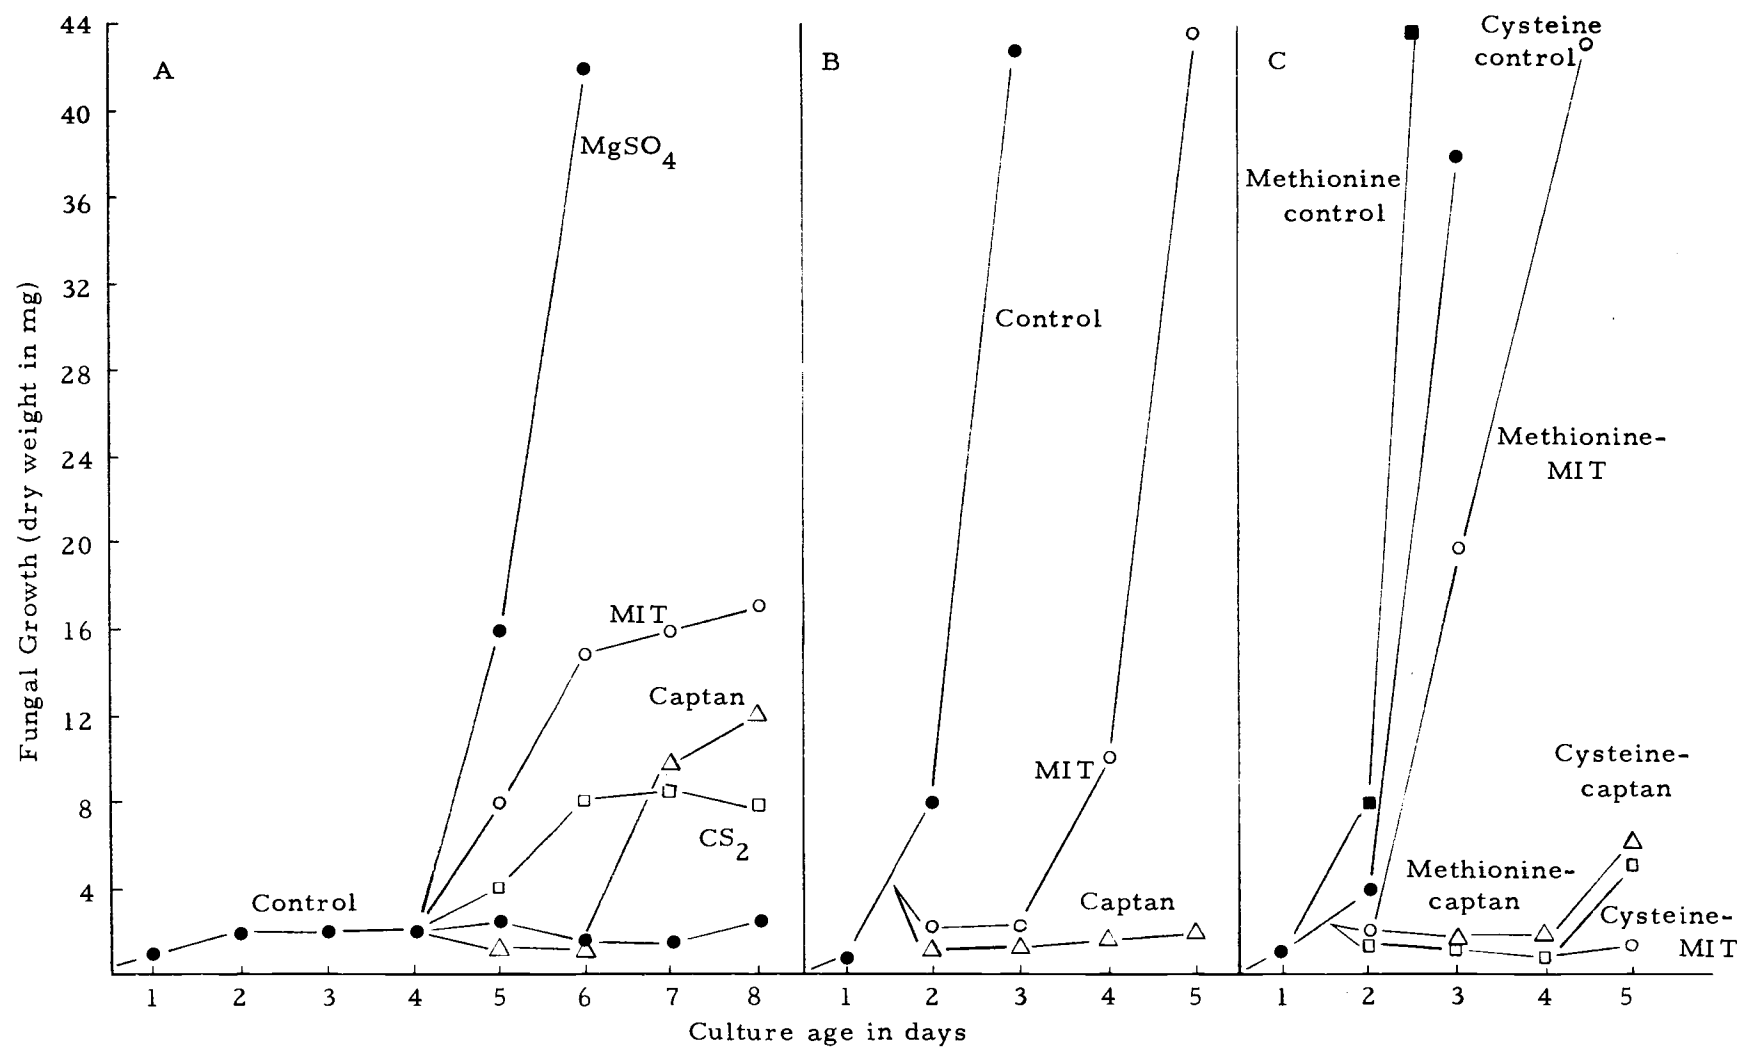 44
40
36
32
28
24
20
16
12
8
4
Fungal Growth (dry weight in mg)
A
MgSO4
MIT
Captan
CS2
Control
1 2 3 4 5 6 7 8
B
Control
MIT
Captan
1 2 3 4 5
C
Cysteine
control
Methionine
control
Methionine-
MIT
Cysteine-
captan
Methionine-
captan
Cysteine-
MIT
1 2 3 4 5
Culture age in days